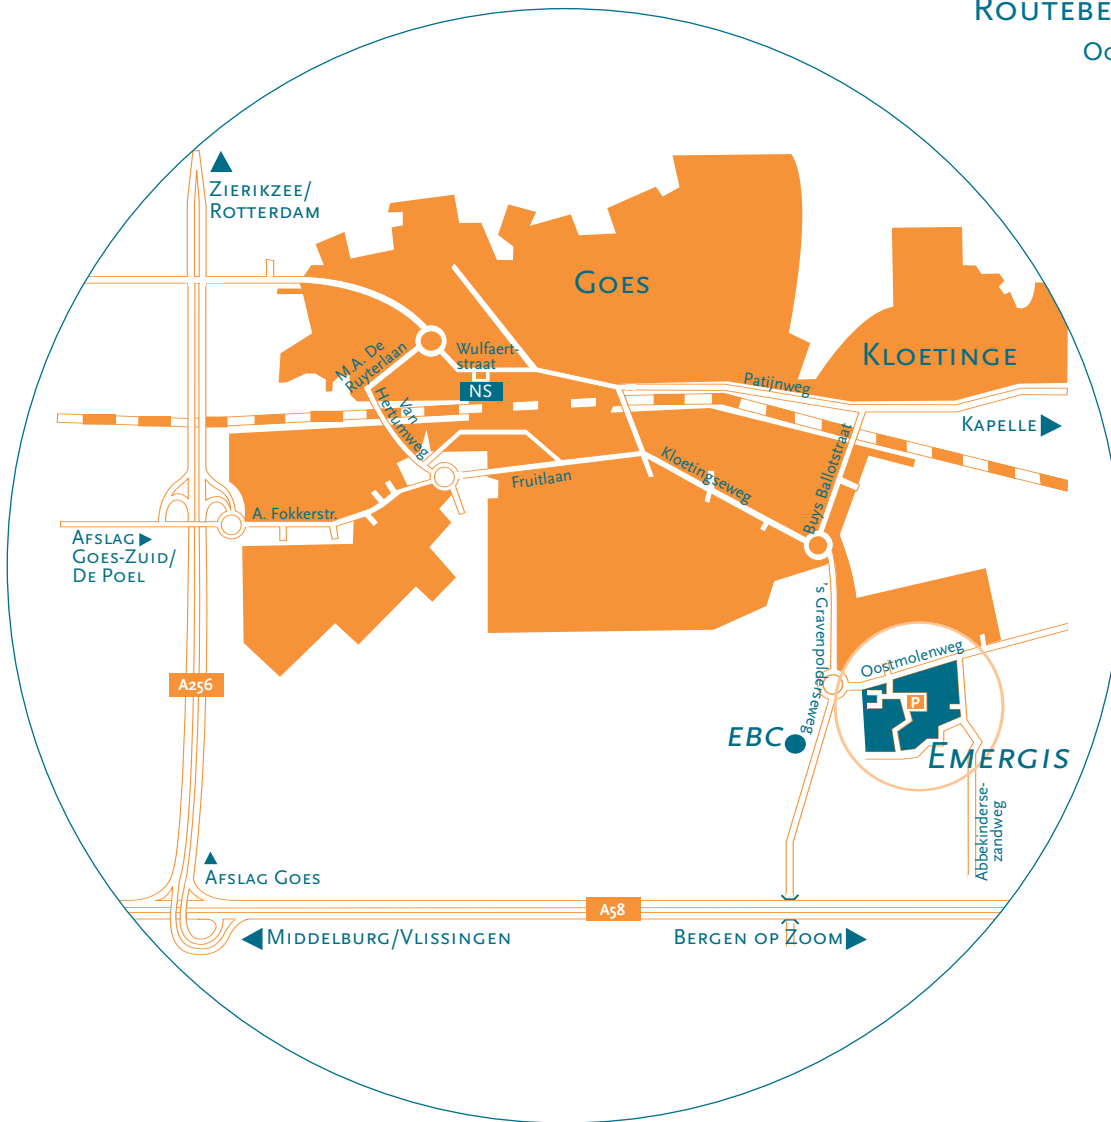 ROUTEBE
OO
ZIERIKZEE/
ROTTERDAM
GOES
KLOETINGE
M.A. De
Ruyterlaan
Wulfaert-
straat
NS
Patijnweg
Van
Hertumweg
KAPELLE
Buys Ballotstraat
Kloetingseweg
Fruitlaan
A. Fokkerstr.
AFSLAG
GOES-ZUID/
DE POEL
's Gravenpolderseweg
Oostmolenweg
A256
P
EBC
EMERGIS
Abbekinderse-
zandweg
AFSLAG GOES
A58
MIDDELBURG/VLISSINGEN
BERGEN OP ZOOM